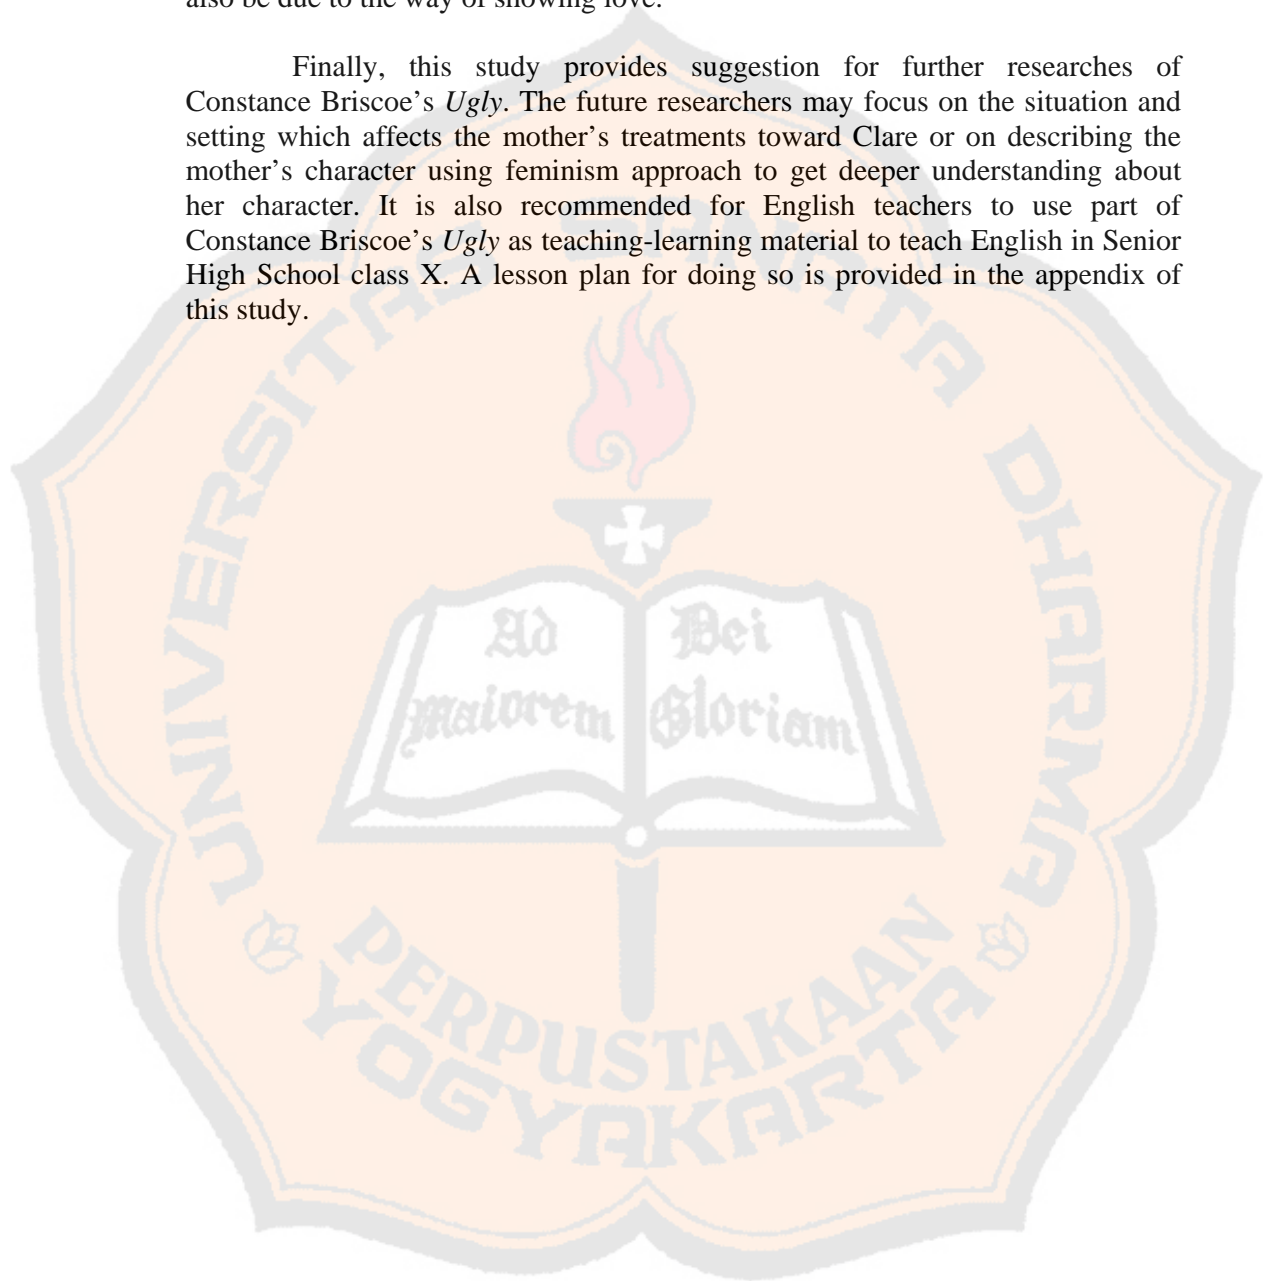 also be due to the way of showing love.
Finally, this study provides suggestion for further researches of
Constance Briscoe’s Ugly. The future researchers may focus on the situation and
setting which affects the mother’s treatments toward Clare or on describing the
mother’s character using feminism approach to get deeper understanding about
her character. It is also recommended for English teachers to use part of
Constance Briscoe’s Ugly as teaching-learning material to teach English in Senior
High School class X. A lesson plan for doing so is provided in the appendix of
this study.
UNIVERSITAS SANATA DHARMA
Ad Dei
Maiorem Gloriam
PERPUSTAKAAN
YOGYAKARTA